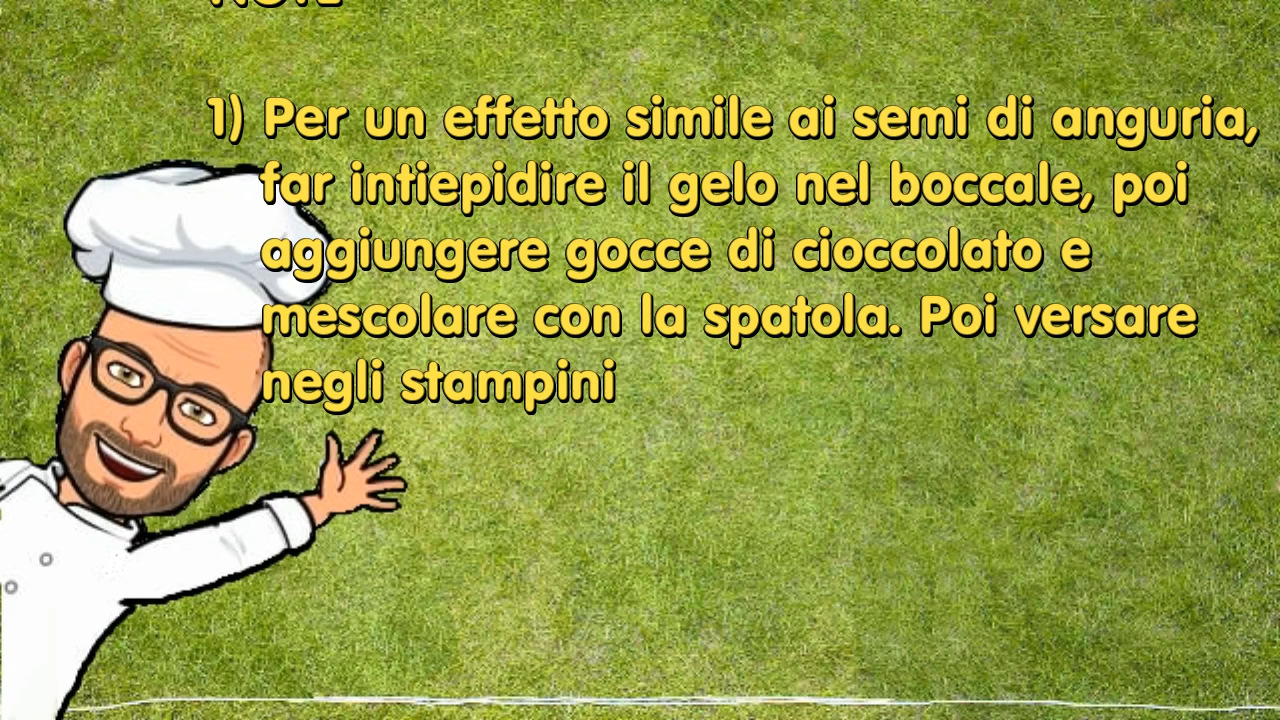 NOTE
1) Per un effetto simile ai semi di anguria,
far intiepidire il gelo nel boccale, poi
aggiungere gocce di cioccolato e
mescolare con la spatola. Poi versare
negli stampini